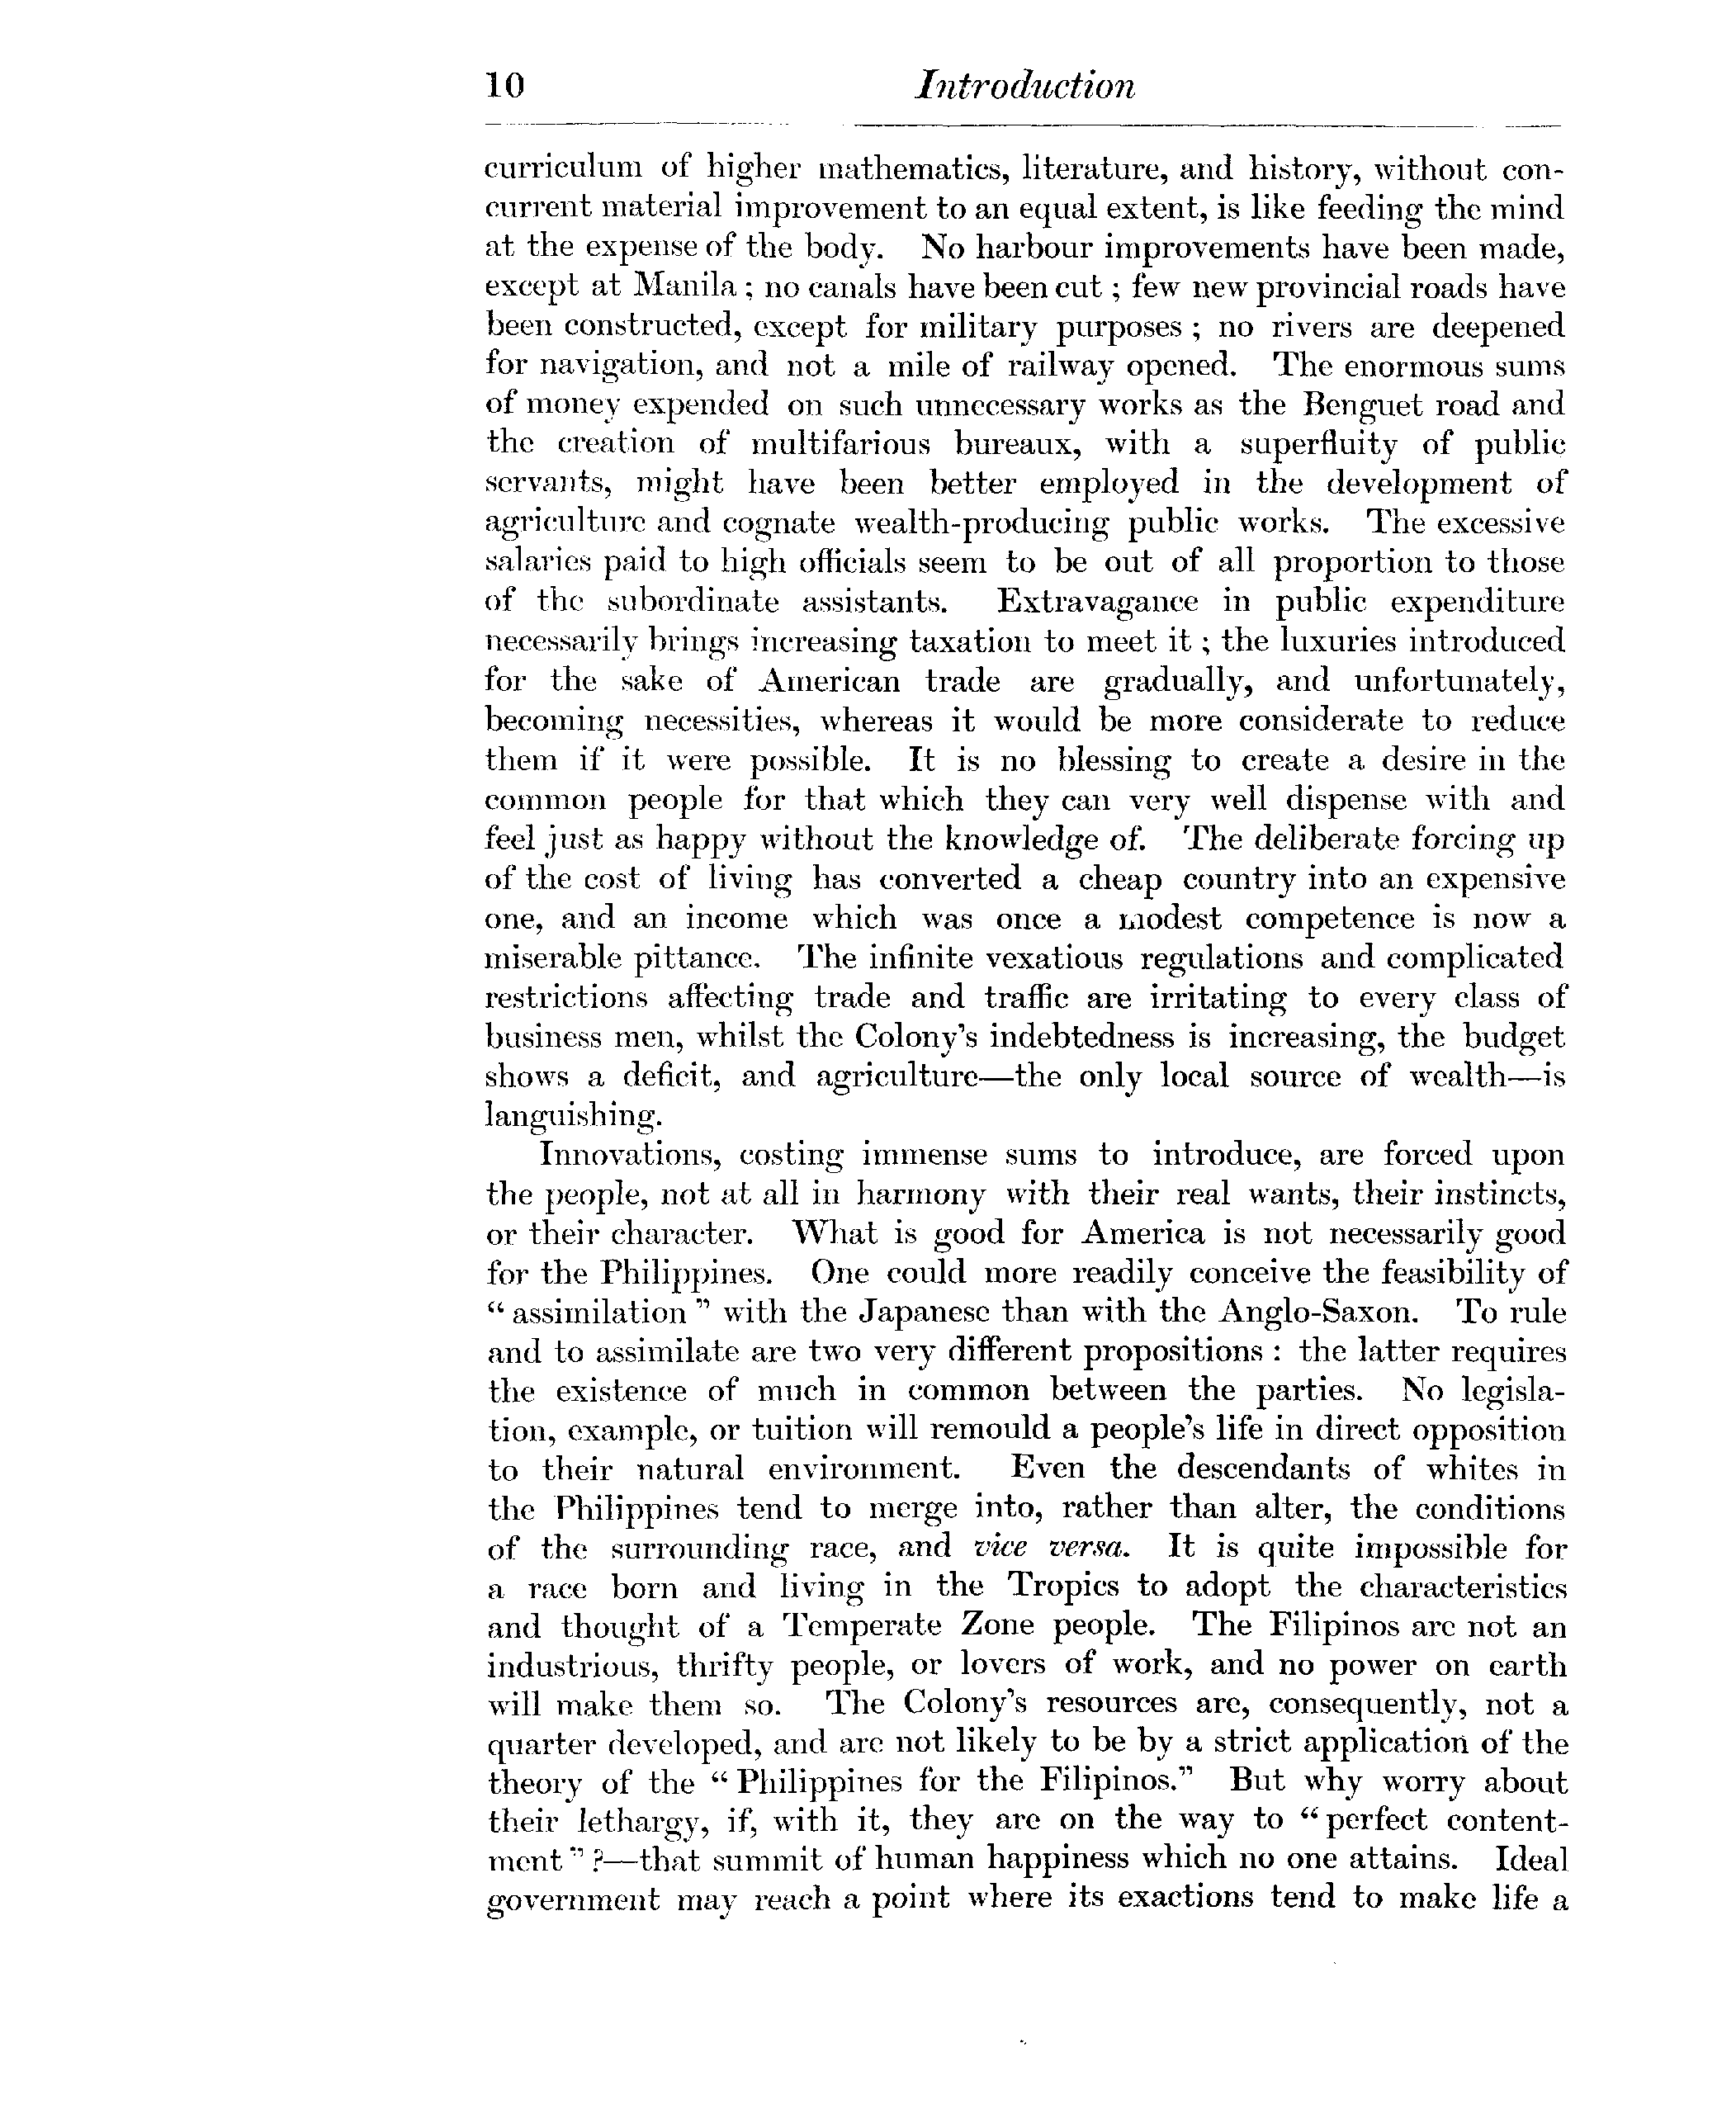 10 Introduction
curriculum of higher mathematics, literature, and history, without con-
current material improvement to an equal extent, is like feeding the mind
at the expense of the body. No harbour improvements have been made,
except at Manila ; no canals have been cut ; few new provincial roads have
been constructed, except for military purposes ; no rivers are deepened
for navigation, and not a mile of railway opened. The enormous sums
of money expended on such unnecessary works as the Benguet road and
the creation of multifarious bureaux, with a superfluity of public
servants, might have been better employed in the development of
agriculture and cognate wealth-producing public works. The excessive
salaries paid to high officials seem to be out of all proportion to those
of the subordinate assistants. Extravagance in public expenditure
necessarily brings increasing taxation to meet it ; the luxuries introduced
for the sake of American trade are gradually, and unfortunately,
becoming necessities, whereas it would be more considerate to reduce
them if it were possible. It is no blessing to create a desire in the
common people for that which they can very well dispense with and
feel just as happy without the knowledge of. The deliberate forcing up
of the cost of living has converted a cheap country into an expensive
one, and an income which was once a modest competence is now a
miserable pittance. The infinite vexatious regulations and complicated
restrictions affecting trade and traffic are irritating to every class of
business men, whilst the Colony's indebtedness is increasing, the budget
shows a deficit, and agriculture—the only local source of wealth—is
languishing.
Innovations, costing immense sums to introduce, are forced upon
the people, not at all in harmony with their real wants, their instincts,
or their character. What is good for America is not necessarily good
for the Philippines. One could more readily conceive the feasibility of
“ assimilation ” with the Japanese than with the Anglo-Saxon. To rule
and to assimilate are two very different propositions : the latter requires
the existence of much in common between the parties. No legisla-
tion, example, or tuition will remould a people's life in direct opposition
to their natural environment. Even the descendants of whites in
the Philippines tend to merge into, rather than alter, the conditions
of the surrounding race, and vice versa. It is quite impossible for
a race born and living in the Tropics to adopt the characteristics
and thought of a Temperate Zone people. The Filipinos are not an
industrious, thrifty people, or lovers of work, and no power on earth
will make them so. The Colony's resources are, consequently, not a
quarter developed, and are not likely to be by a strict application of the
theory of the “ Philippines for the Filipinos.” But why worry about
their lethargy, if, with it, they are on the way to “ perfect content-
ment ” ?—that summit of human happiness which no one attains. Ideal
government may reach a point where its exactions tend to make life a